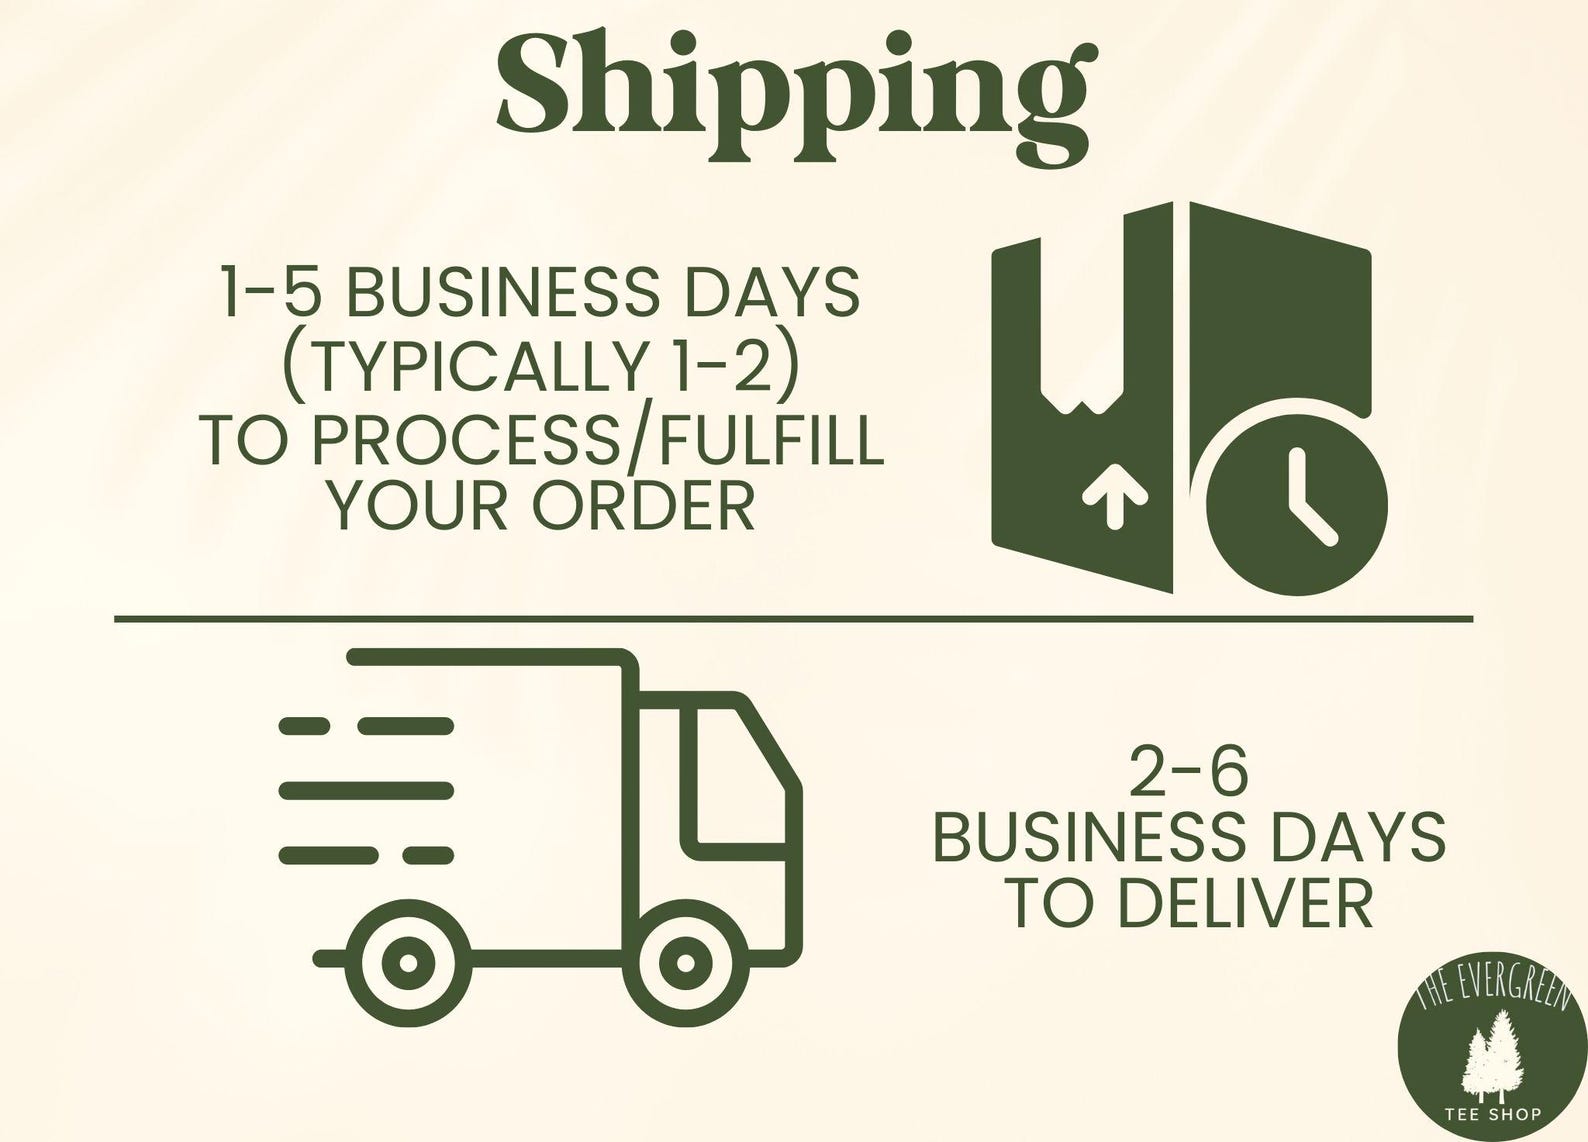 Shipping
1-5 BUSINESS DAYS
(TYPICALLY 1-2)
TO PROCESS/FULFILL
YOUR ORDER
2-6
BUSINESS DAYS
TO DELIVER
THE EVERGREEN
TEE SHOP